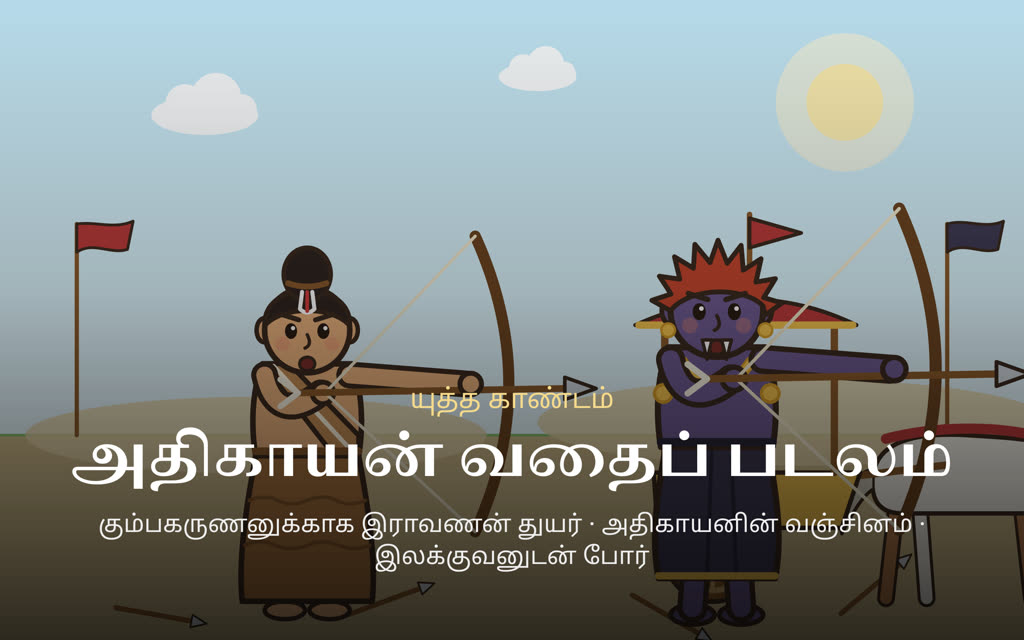 யுத்த காண்டம்
அதிகாயன் வதைப் படலம்
கும்பகருணனுக்காக இராவணன் துயர் · அதிகாயனின் வஞ்சினம் ·
இலக்குவனுடன் போர்